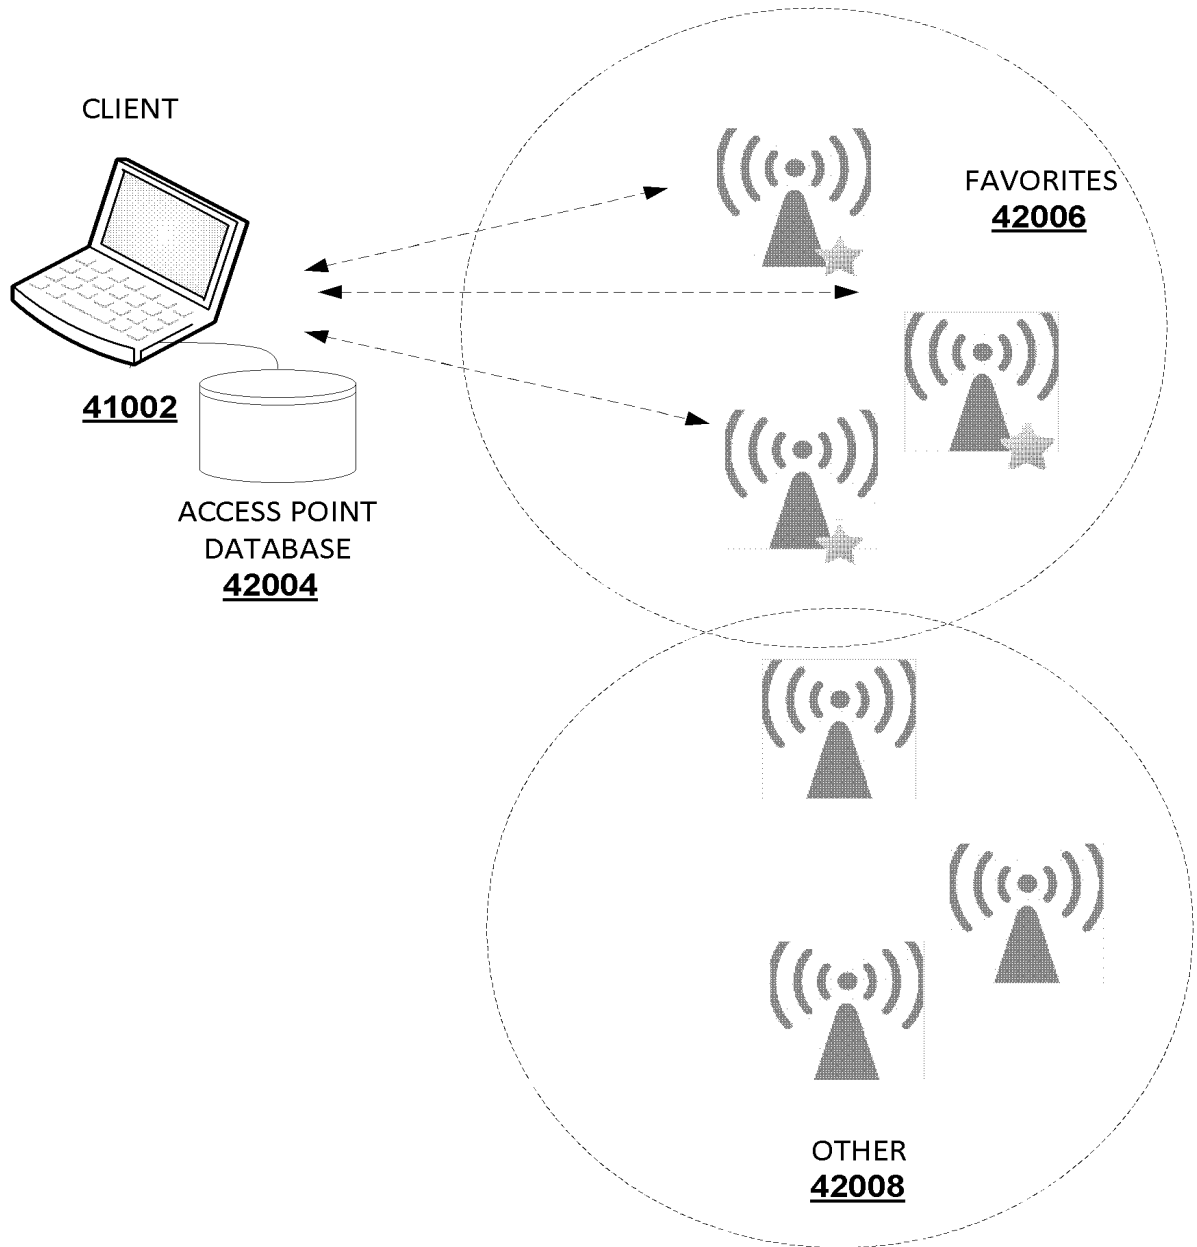 CLIENT
41002
ACCESS POINT
DATABASE
42004
FAVORITES
42006
OTHER
42008